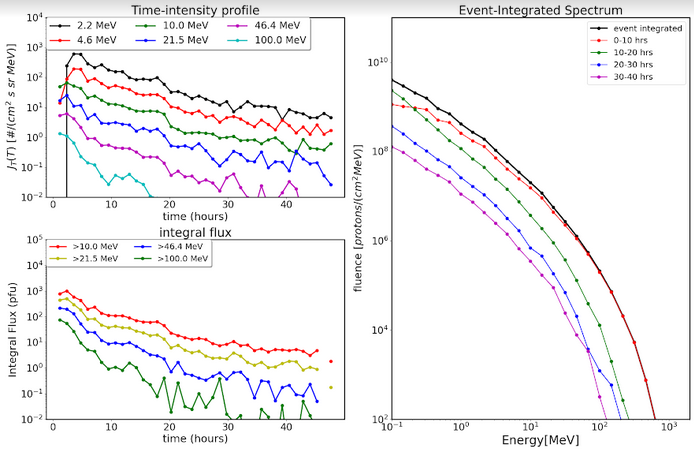 Time-intensity profile
2.2 MeV 10.0 MeV 46.4 MeV
4.6 MeV 21.5 MeV 100.0 MeV
J_T(T) [#/(cm² s sr MeV)]
10⁴
10³
10²
10¹
10⁰
10⁻¹
10⁻²
0 10 20 30 40
time (hours)
integral flux
>10.0 MeV >46.4 MeV
>21.5 MeV >100.0 MeV
Integral Flux (pfu)
10⁵
10⁴
10³
10²
10¹
10⁰
10⁻¹
10⁻²
0 10 20 30 40
time (hours)
Event-Integrated Spectrum
event integrated
0-10 hrs
10-20 hrs
20-30 hrs
30-40 hrs
fluence [protons/(cm²MeV)]
10¹⁰
10⁸
10⁶
10⁴
10²
10⁻¹ 10⁰ 10¹ 10² 10³
Energy[MeV]